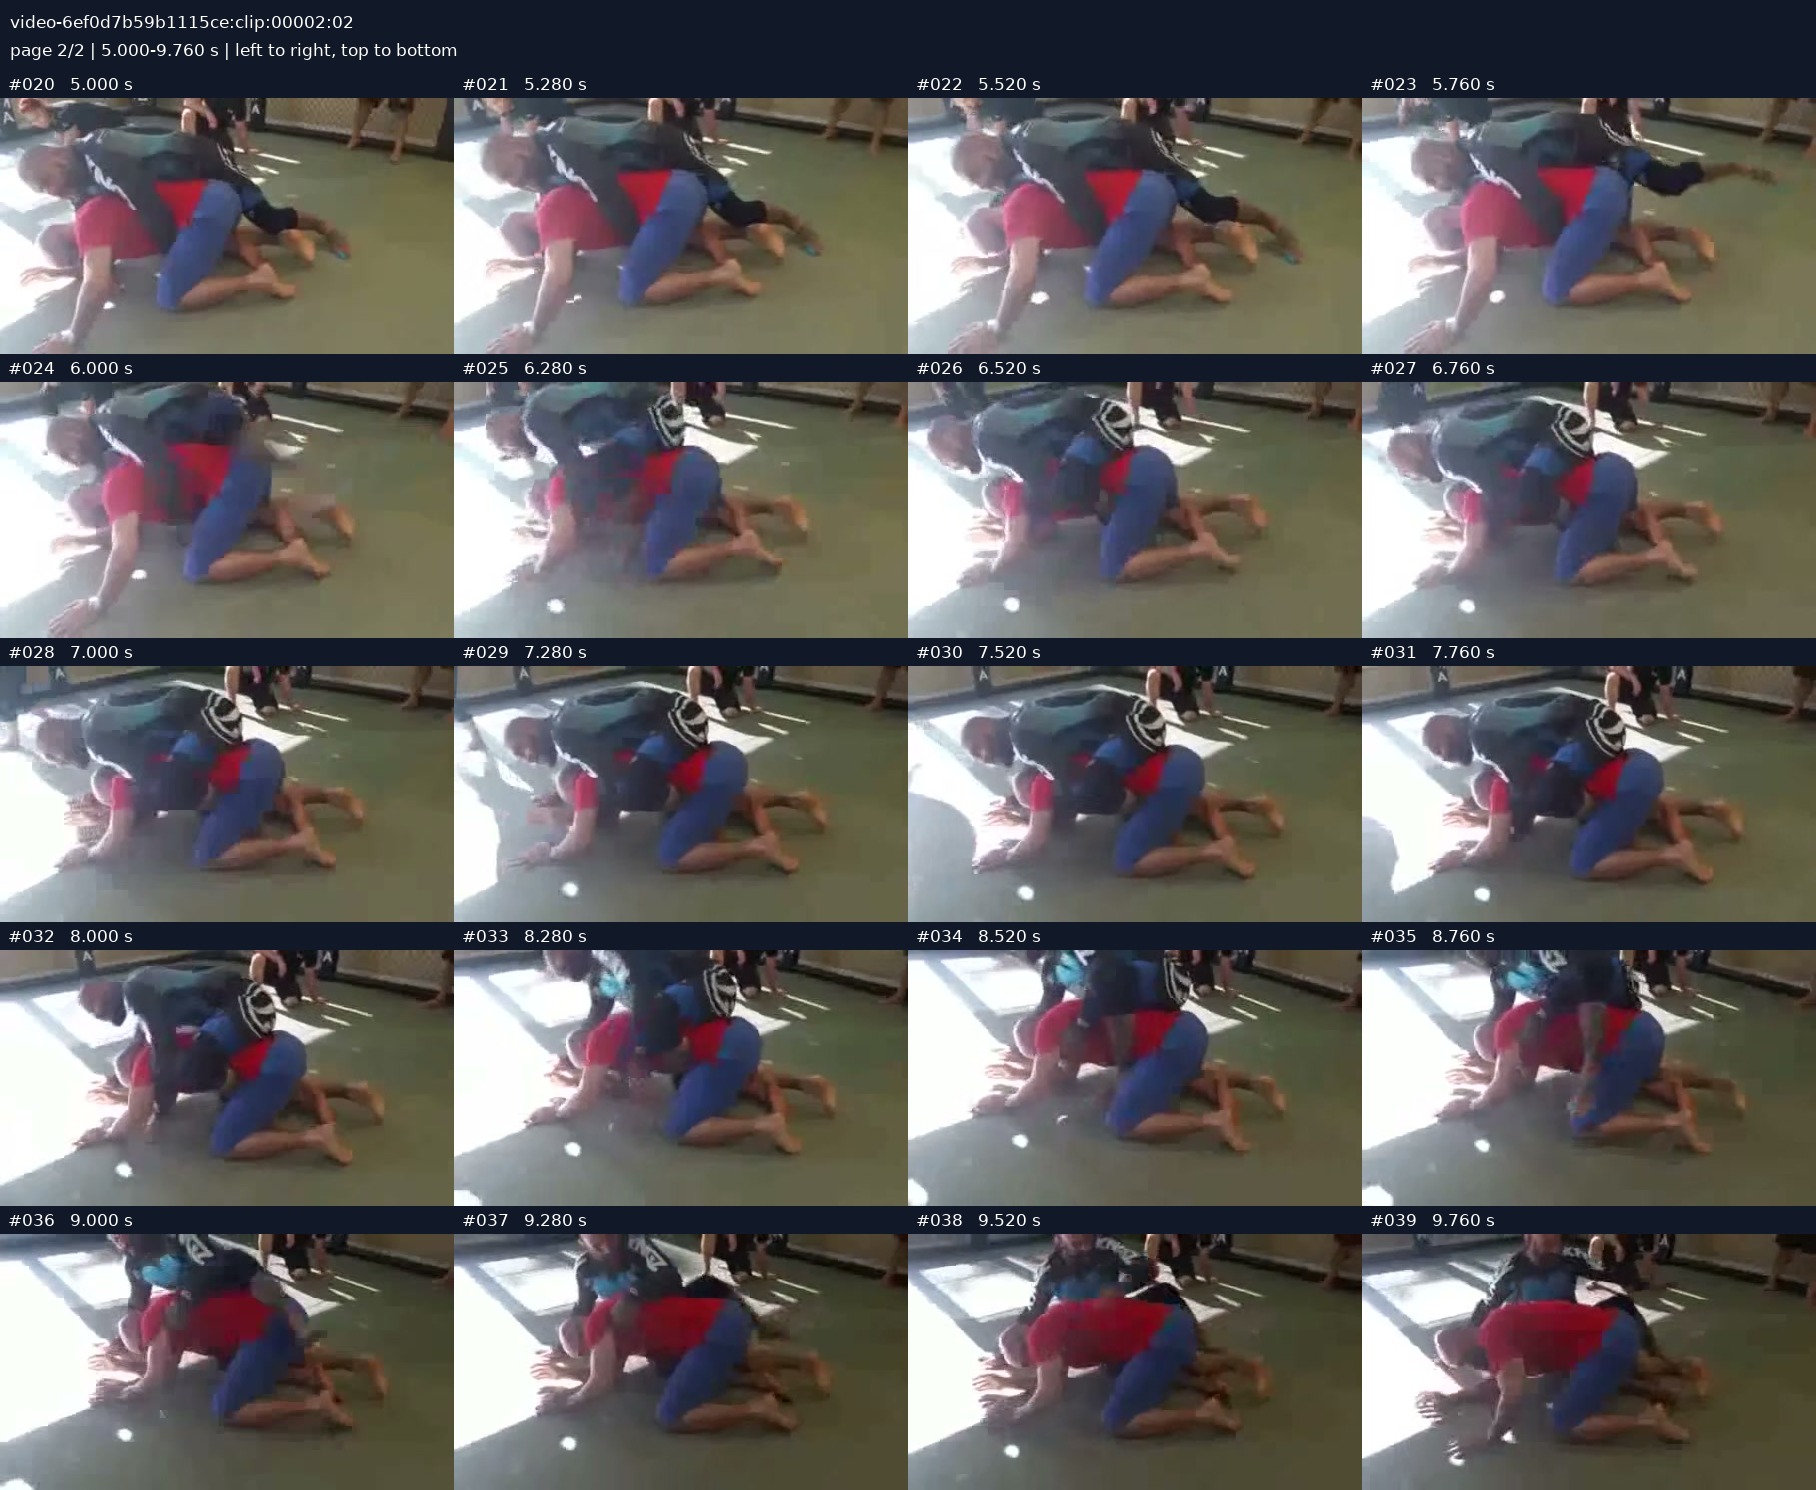 video-6ef0d7b59b1115ce:clip:00002:02
page 2/2 | 5.000-9.760 s | left to right, top to bottom
#020 5.000 s
#021 5.280 s
#022 5.520 s
#023 5.760 s
#024 6.000 s
#025 6.280 s
#026 6.520 s
#027 6.760 s
#028 7.000 s
#029 7.280 s
#030 7.520 s
#031 7.760 s
#032 8.000 s
#033 8.280 s
#034 8.520 s
#035 8.760 s
#036 9.000 s
#037 9.280 s
#038 9.520 s
#039 9.760 s